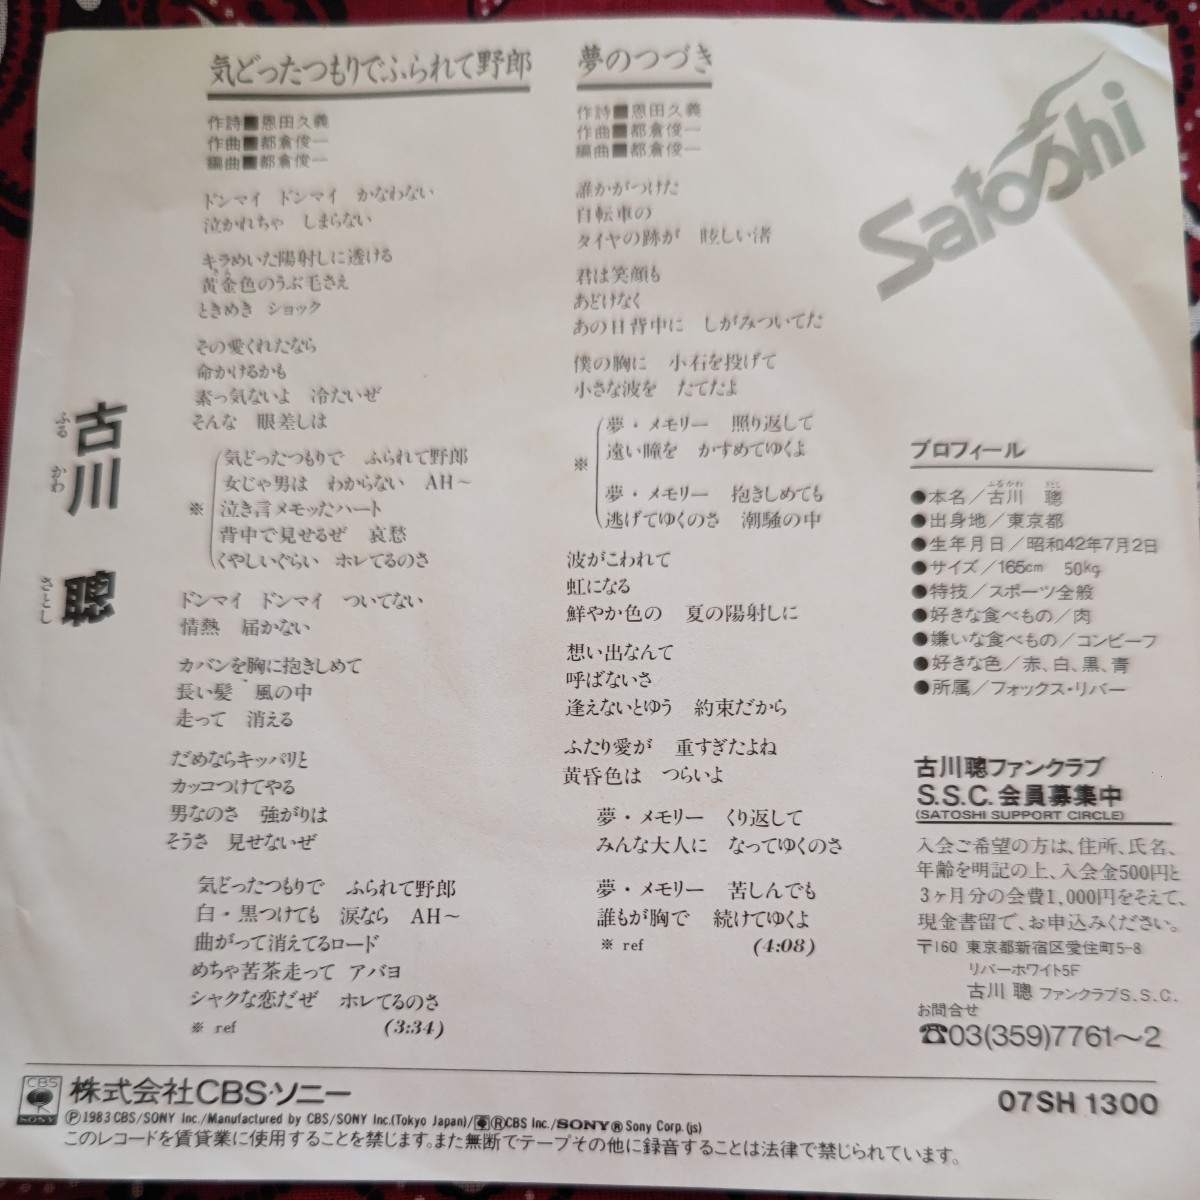 気どったつもりでふられて野郎
作詩■恩田久義
作曲■都倉俊一
編曲■都倉俊一
ドンマイ ドンマイ かなわない
泣かれちゃ しまらない
キラめいた陽射しに透ける
黄金色のうぶ毛さえ
ときめき ショック
その愛くれたなら
命かけるかも
素っ気ないよ 冷たいぜ
そんな 眼差しは
※
気どったつもりで ふられて野郎
女じゃ男は わからない AH～
泣き言メモったハート
背中で見せるぜ 哀愁
くやしいぐらい ホレてるのさ
ドンマイ ドンマイ ついてない
情熱 届かない
カバンを胸に抱きしめて
長い髪 風の中
走って 消える
だめならキッパリと
カッコつけてやる
男なのさ 強がりは
そうさ 見せないぜ
気どったつもりで ふられて野郎
白・黒つけても 涙なら AH～
曲がって消えてるロード
めちゃ苦茶走って アバヨ
シャクな恋だぜ ホレてるのさ
※ ref (3:34)
夢のつづき
作詩■恩田久義
作曲■都倉俊一
編曲■都倉俊一
誰かがつけた
自転車の
タイヤの跡が 眩しい渚
君は笑顔も
あどけなく
あの日背中に しがみついてた
僕の胸に 小石を投げて
小さな波を たてたよ
※
夢・メモリー 照り返して
遠い瞳を かすめてゆくよ
夢・メモリー 抱きしめても
逃げてゆくのさ 潮騒の中
波がこわれて
虹になる
鮮やか色の 夏の陽射しに
想い出なんて
呼ばないさ
逢えないとゆう 約束だから
ふたり愛が 重すぎたよね
黄昏色は つらいよ
夢・メモリー くり返して
みんな大人に なってゆくのさ
夢・メモリー 苦しんでも
誰もが胸で 続けてゆくよ
※ ref (4:08)
Satoshi
古川 聰
ふる かわ さとし
プロフィール
ふるかわ さとし
●本名／古川 聰
●出身地／東京都
●生年月日／昭和42年7月2日
●サイズ／165cm 50kg
●特技／スポーツ全般
●好きな食べもの／肉
●嫌いな食べもの／コンビーフ
●好きな色／赤、白、黒、青
●所属／フォックス・リバー
古川聰ファンクラブ
S.S.C.会員募集中
(SATOSHI SUPPORT CIRCLE)
入会ご希望の方は、住所、氏名、
年齢を明記の上、入会金500円と
3ヶ月分の会費1,000円をそえて、
現金書留で、お申込みください。
〒160 東京都新宿区愛住町5-8
リバーホワイト5F
古川 聰 ファンクラブS.S.C.
お問合せ
☎03(359)7761～2
CBS
SONY
株式会社CBS・ソニー
07SH 1300
Ⓟ1983 CBS/SONY Inc./Manufactured by CBS/SONY Inc.(Tokyo Japan)/ⓇCBS Inc./SONY®Sony Corp.(js)
このレコードを賃貸業に使用することを禁じます。また無断でテープその他に録音することは法律で禁じられています。